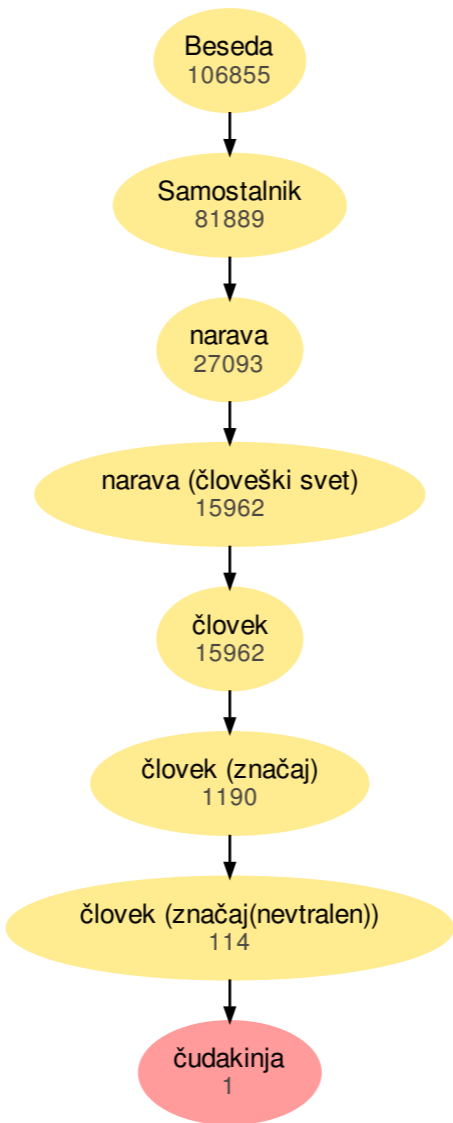 Beseda
106855
Samostalnik
81889
narava
27093
narava (človeški svet)
15962
človek
15962
človek (značaj)
1190
človek (značaj(nevtralen))
114
čudakinja
1